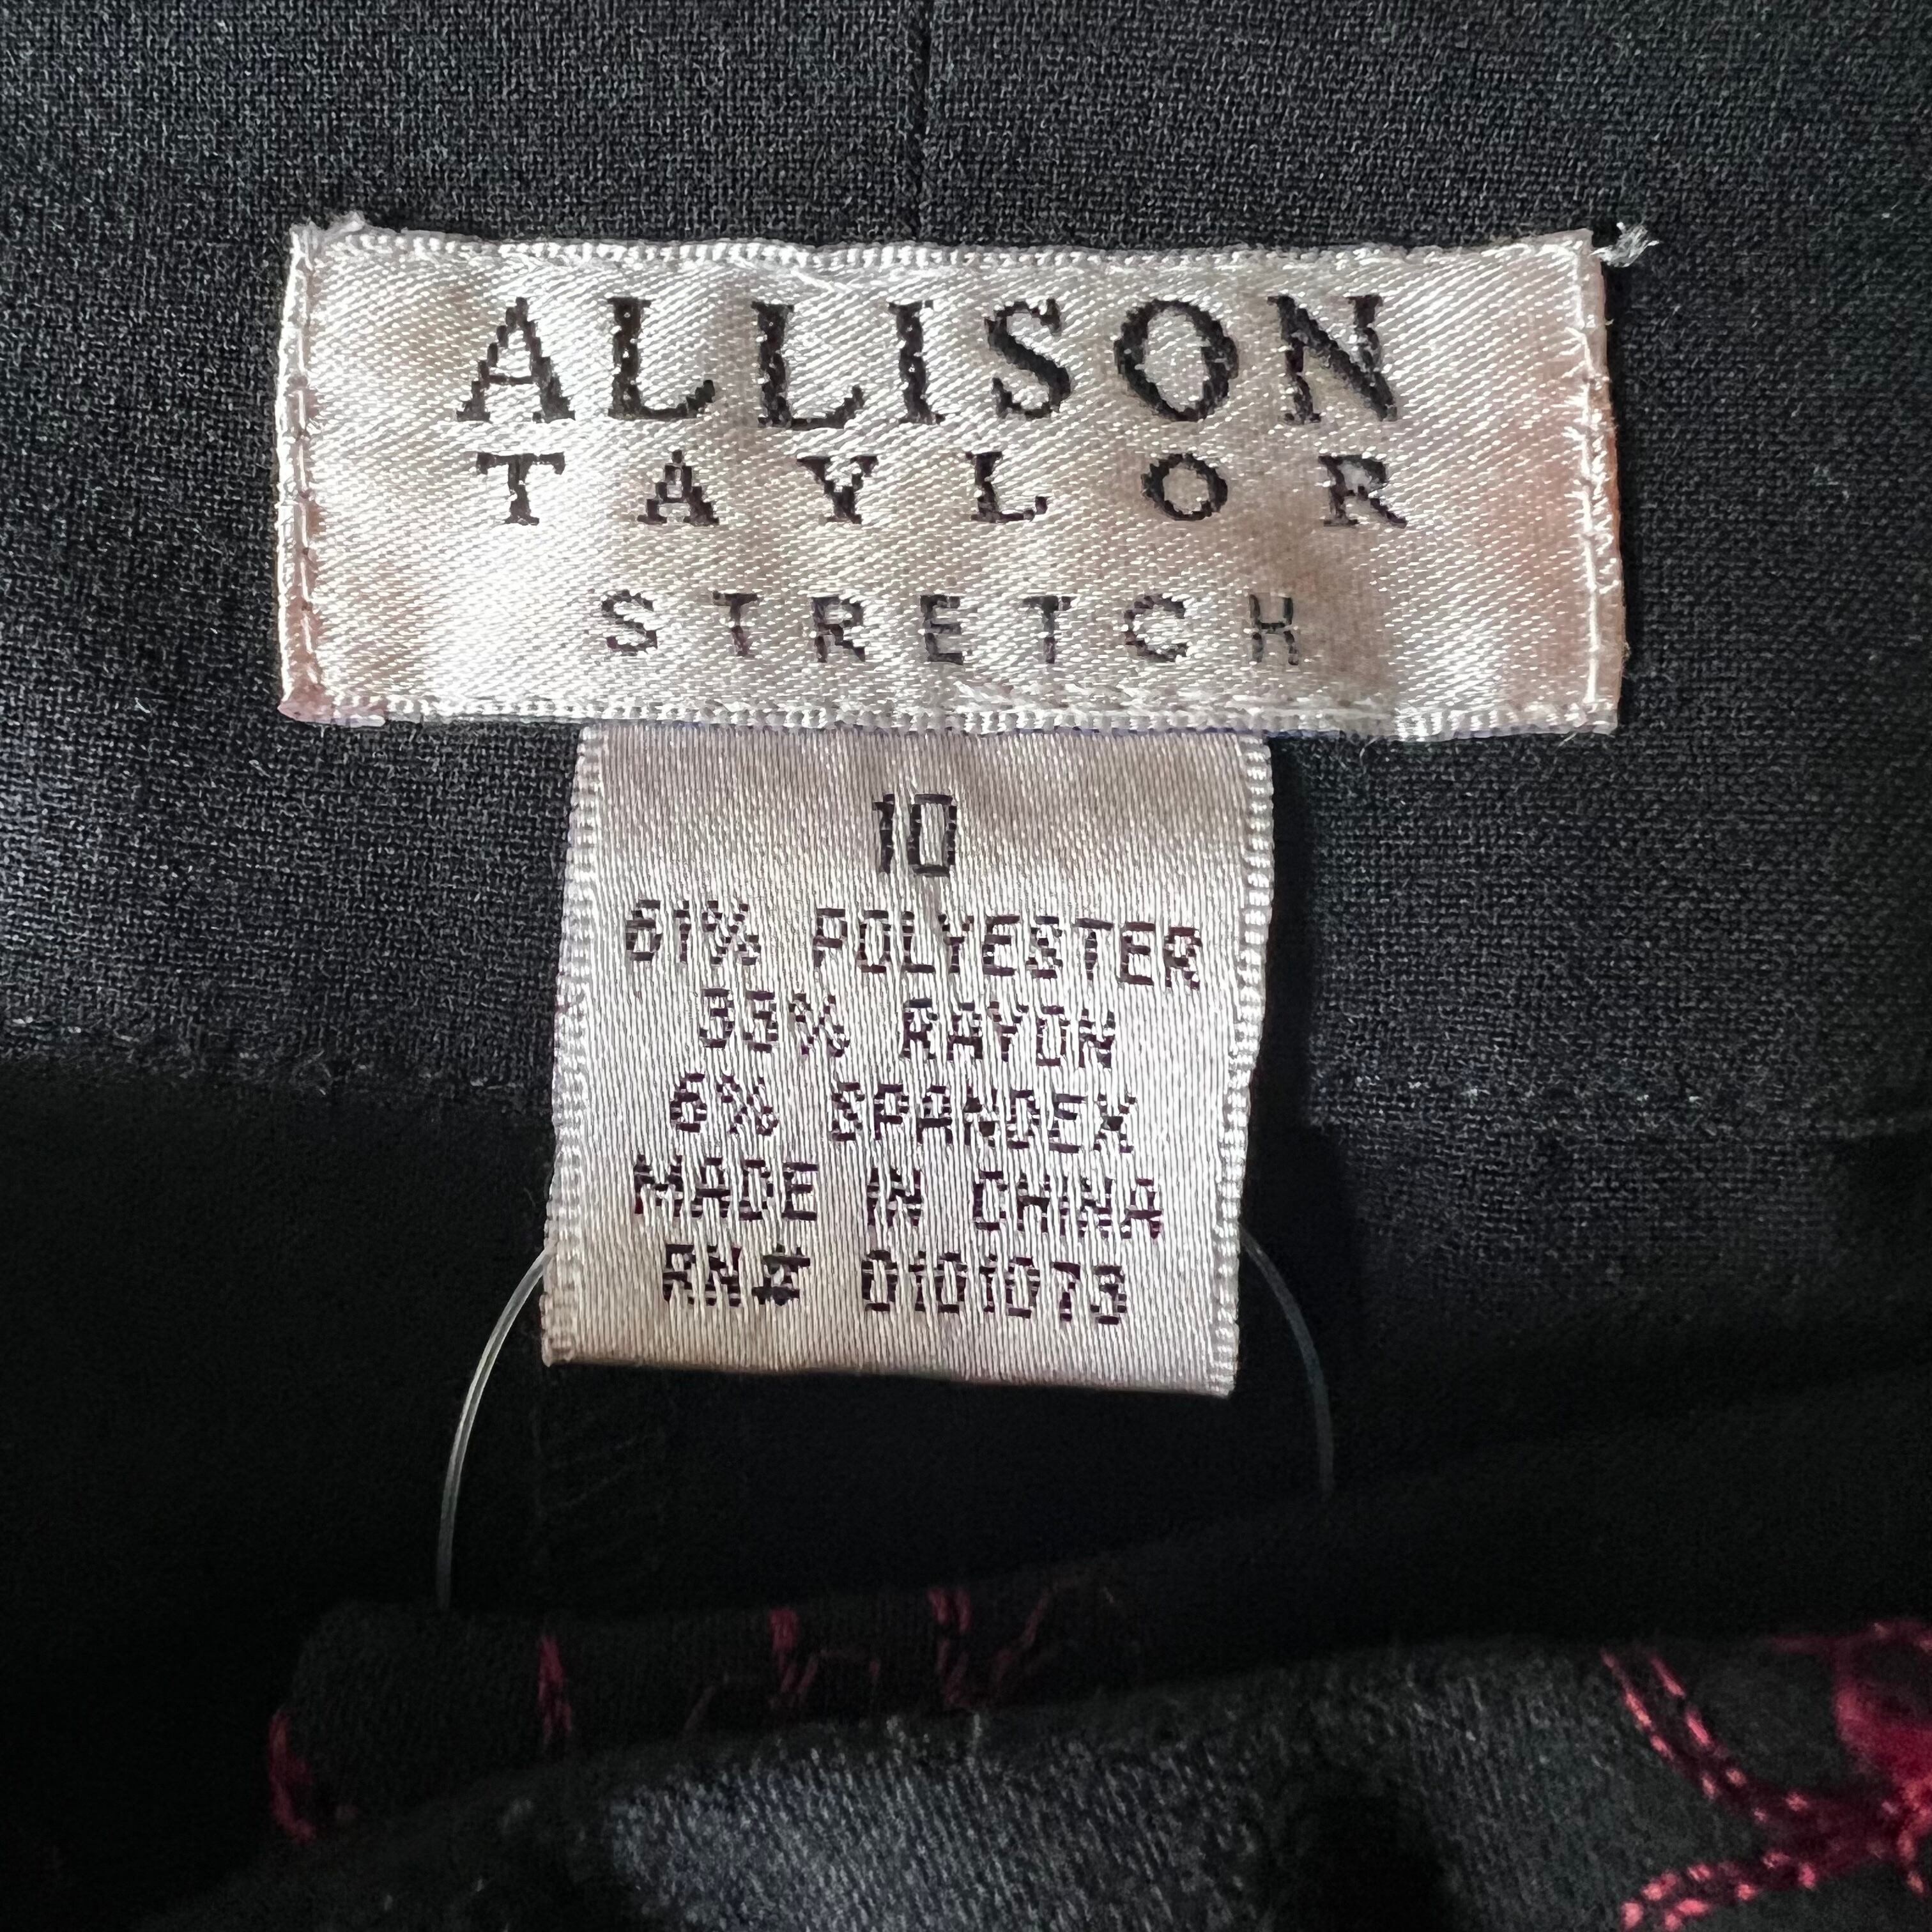 ALLISON
TAYLOR
STRETCH
10
61% POLYESTER
33% RAYON
6% SPANDEX
MADE IN CHINA
RN# 0101073